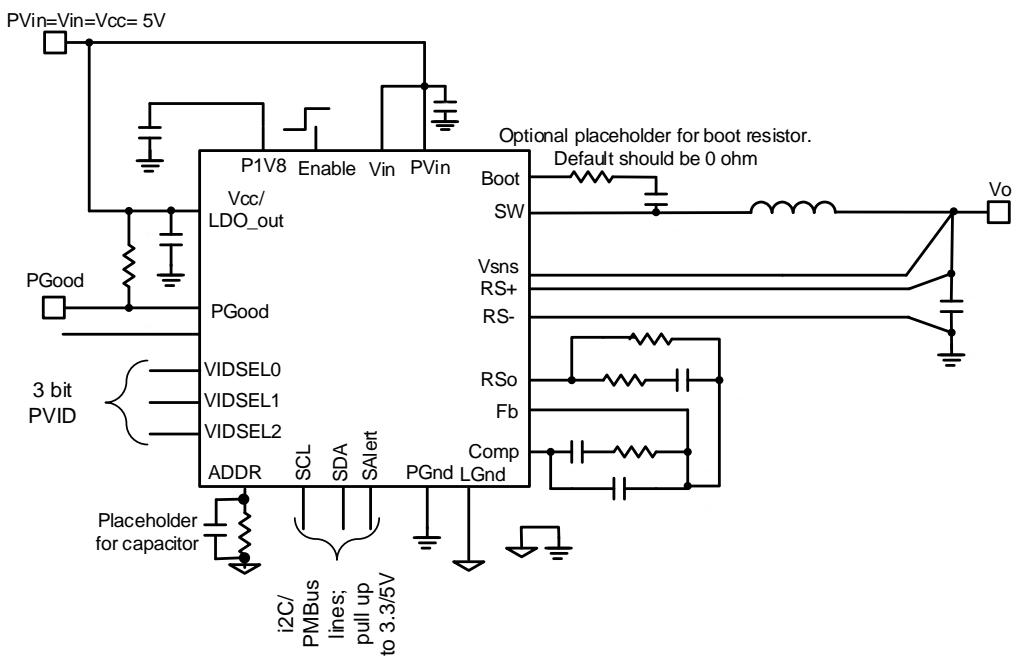 PVin=Vin=Vcc= 5V
Optional placeholder for boot resistor.
Default should be 0 ohm
P1V8
Enable
Vin
PVin
Boot
Vcc/
LDO_out
SW
Vo
Vsns
RS+
PGood
PGood
RS-
VIDSEL0
RSo
3 bit
PVID
VIDSEL1
Fb
VIDSEL2
Comp
ADDR
SCL
SDA
SAlert
PGnd
LGnd
Placeholder
for capacitor
i2C/
PMBus
lines;
pull up
to 3.3/5V